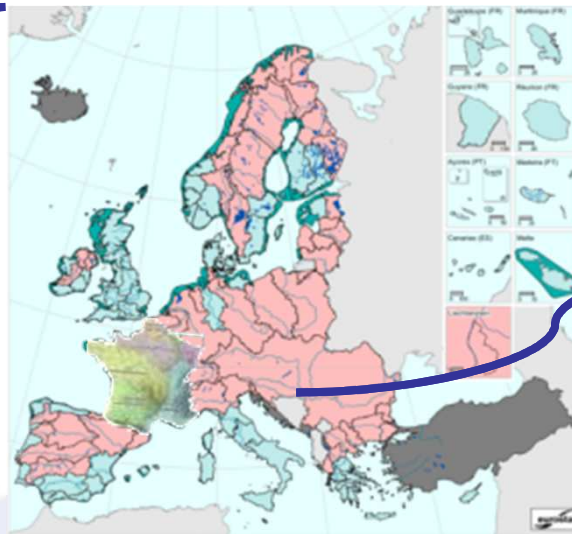 Guadeloupe (FR)
Martinique (FR)
Guyane (FR)
Réunion (FR)
Açores (PT)
Madeira (PT)
Canarias (ES)
Malta
Liechtenstein